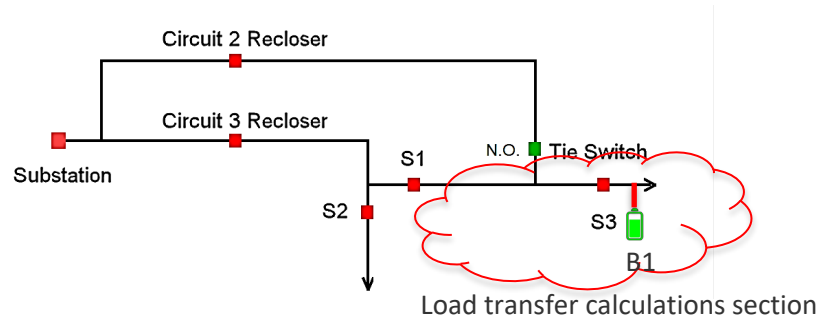 Circuit 2 Recloser
Circuit 3 Recloser
N.O. Tie Switch
S1
Substation
S2
S3
B1
Load transfer calculations section